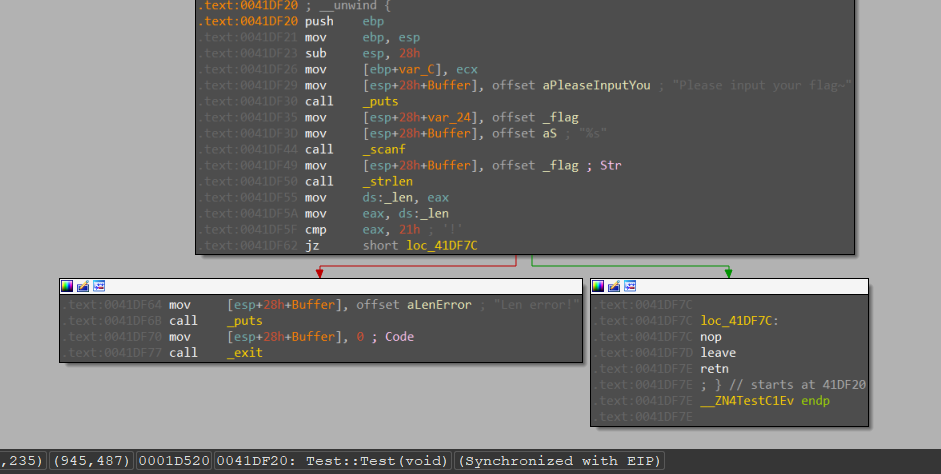 .text:0041DF20 ; __unwind {
.text:0041DF20 push ebp
.text:0041DF21 mov ebp, esp
.text:0041DF23 sub esp, 28h
.text:0041DF26 mov [ebp+var_C], ecx
.text:0041DF29 mov [esp+28h+Buffer], offset aPleaseInputYou ; "Please input your flag~"
.text:0041DF30 call _puts
.text:0041DF35 mov [esp+28h+var_24], offset _flag
.text:0041DF3D mov [esp+28h+Buffer], offset aS ; "%s"
.text:0041DF44 call _scanf
.text:0041DF49 mov [esp+28h+Buffer], offset _flag ; Str
.text:0041DF50 call _strlen
.text:0041DF55 mov ds:_len, eax
.text:0041DF5A mov eax, ds:_len
.text:0041DF5F cmp eax, 21h ; '!'
.text:0041DF62 jz short loc_41DF7C
.text:0041DF64 mov [esp+28h+Buffer], offset aLenError ; "Len error!"
.text:0041DF6B call _puts
.text:0041DF70 mov [esp+28h+Buffer], 0 ; Code
.text:0041DF77 call _exit
.text:0041DF7C
.text:0041DF7C loc_41DF7C:
.text:0041DF7C nop
.text:0041DF7D leave
.text:0041DF7E retn
.text:0041DF7E ; } // starts at 41DF20
.text:0041DF7E __ZN4TestC1Ev endp
.text:0041DF7E
,235) (945,487) 0001D520 0041DF20: Test::Test(void) (Synchronized with EIP)